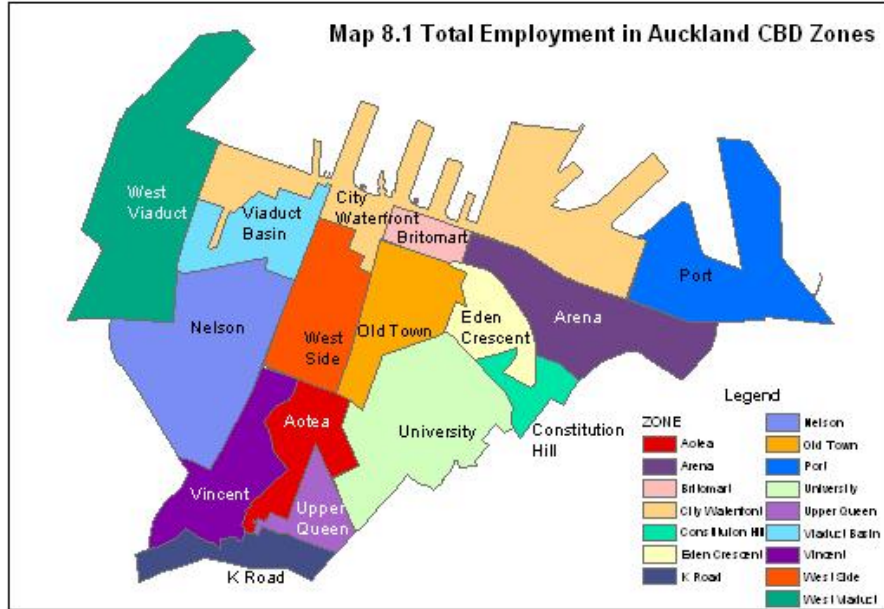 Map 8.1 Total Employment in Auckland CBD Zones
West
Viaduct
Viaduct
Basin
City
Waterfront
Britomart
Port
Nelson
West
Side
Old Town
Eden
Crescent
Arena
Aotea
University
Constitution
Hill
Vincent
Upper
Queen
K Road
Legend
ZONE
Aotea
Arena
Britomart
City Waterfont
Constitution Hill
Eden Crescent
K Road
Nelson
Old Town
Port
University
Upper Queen
Viaduct Basin
Vincent
West Side
West Viaduct